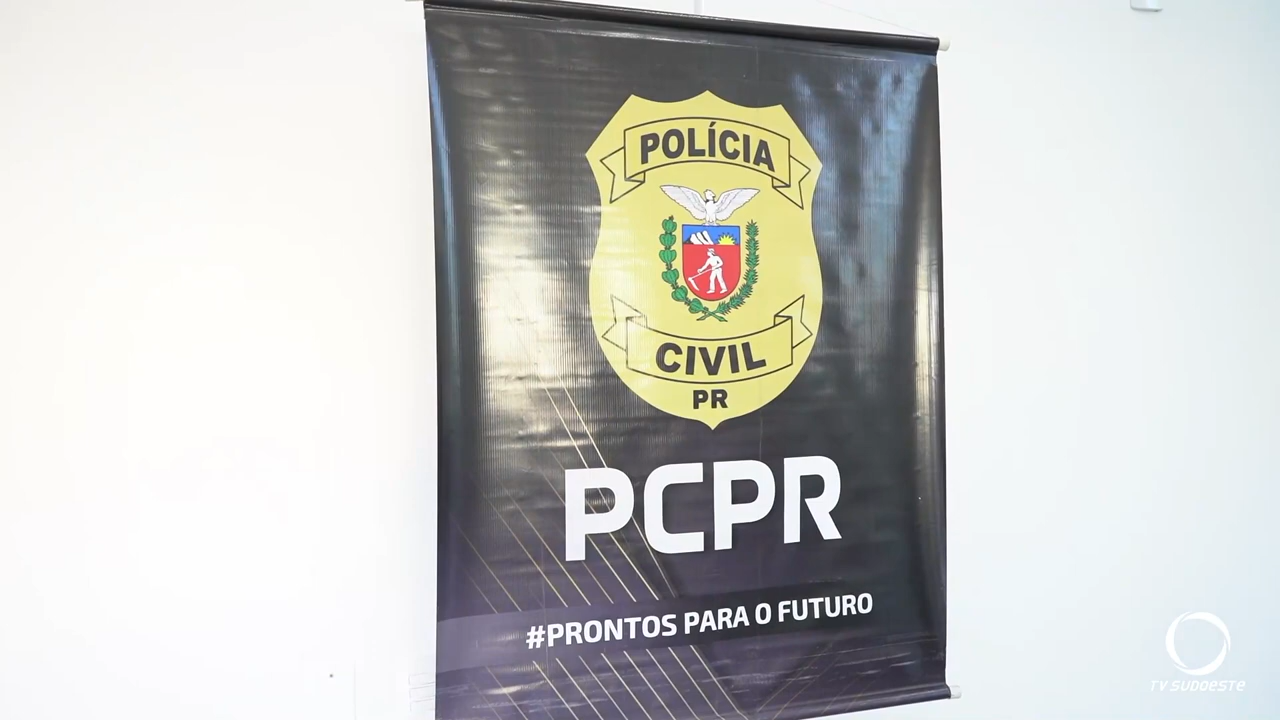 POLÍCIA
CIVIL
PR
PCPR
#PRONTOS PARA O FUTURO
TV SUDOESTE